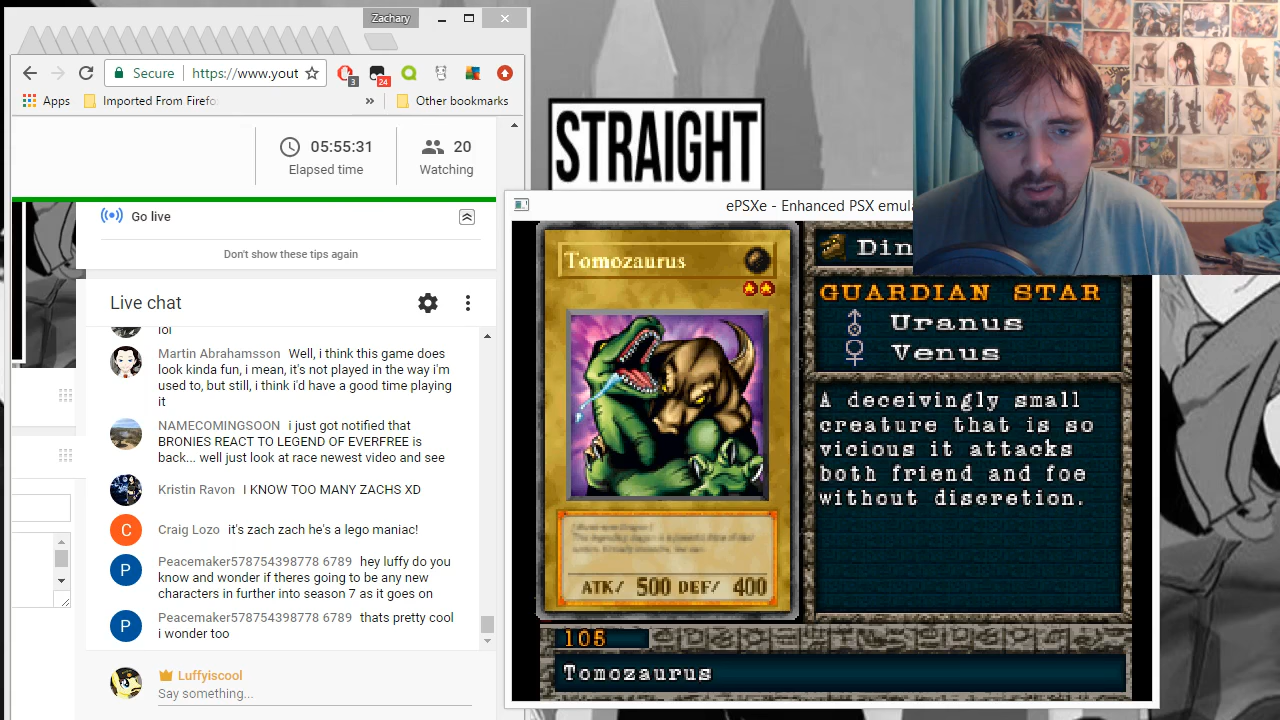 Zachary
Secure
https://www.yout
3
24
Apps
Imported From Firefo
»
Other bookmarks
05:55:31
Elapsed time
20
Watching
Go live
Don't show these tips again
Live chat
lol
Martin Abrahamsson Well, i think this game does
look kinda fun, i mean, it's not played in the way i'm
used to, but still, i think i'd have a good time playing
it
NAMECOMINGSOON i just got notified that
BRONIES REACT TO LEGEND OF EVERFREE is
back... well just look at race newest video and see
Kristin Ravon I KNOW TOO MANY ZACHS XD
C
Craig Lozo it's zach zach he's a lego maniac!
P
Peacemaker578754398778 6789 hey luffy do you
know and wonder if theres going to be any new
characters in further into season 7 as it goes on
P
Peacemaker578754398778 6789 thats pretty cool
i wonder too
Luffyiscool
Say something...
STRAIGHT
ePSXe - Enhanced PSX emula
Tomozaurus
ATK/ 500 DEF/ 400
Din
GUARDIAN STAR
Uranus
Venus
A deceivingly small
creature that is so
vicious it attacks
both friend and foe
without discretion.
105
Tomozaurus